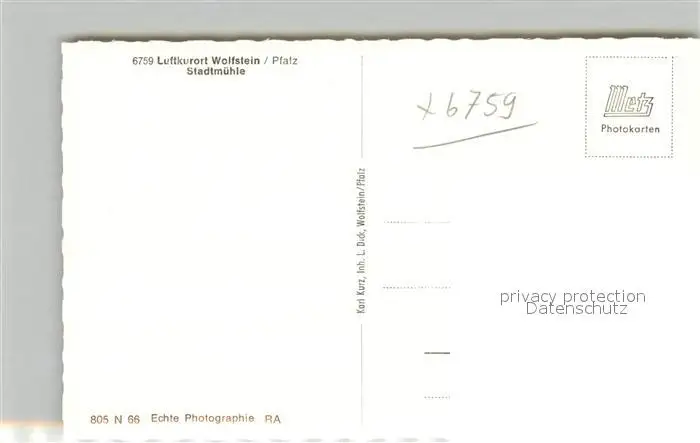 6759 Luftkurort Wolfstein / Pfalz
Stadtmühle
x 6759
Metz
Photokarten
Karl Kurz, Inh. L. Dick, Wolfstein/Pfalz
privacy protection
Datenschutz
805 N 66 Echte Photographie RA